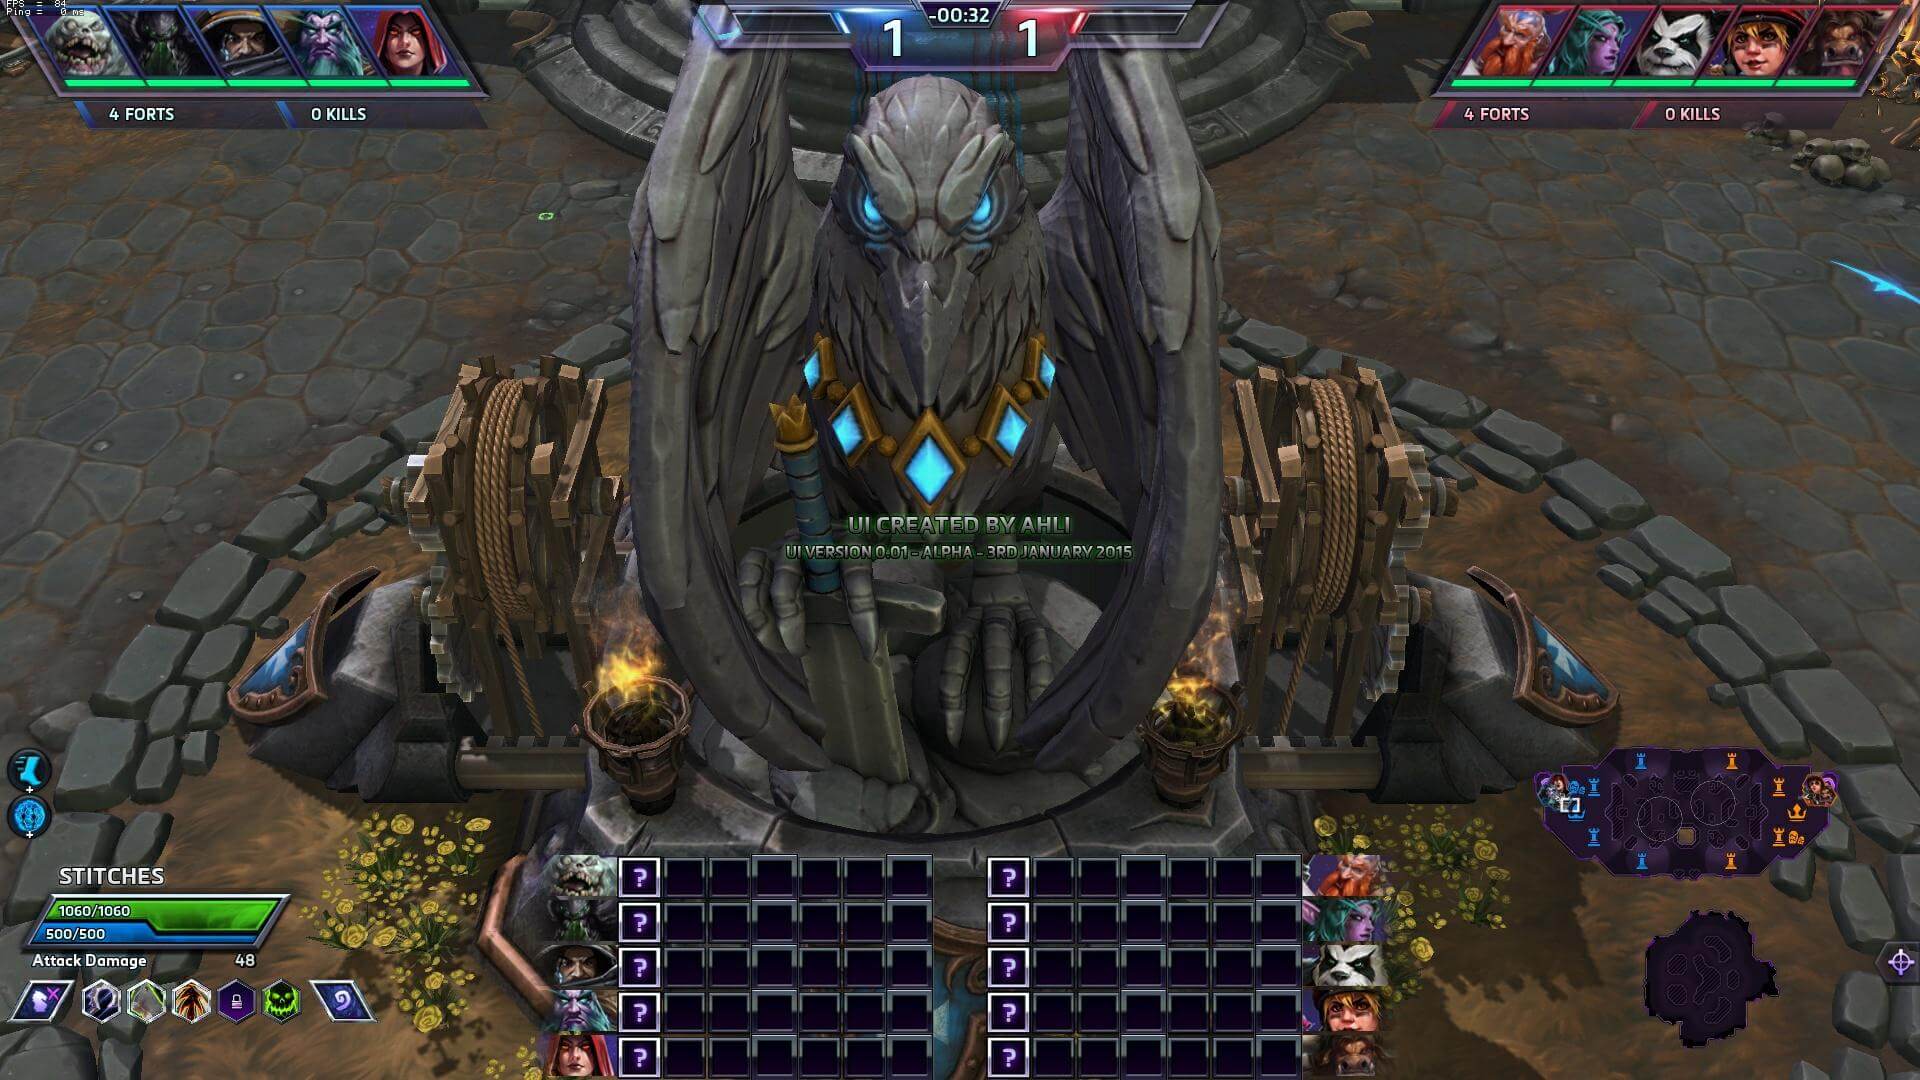 FPS = 84
Ping = 0 ms
1
-00:32
1
4 FORTS
0 KILLS
4 FORTS
0 KILLS
UI CREATED BY AHLI
UI VERSION 0.01 - ALPHA - 3RD JANUARY 2015
STITCHES
1060/1060
500/500
Attack Damage 48
? ?
? ?
? ?
? ?
? ?